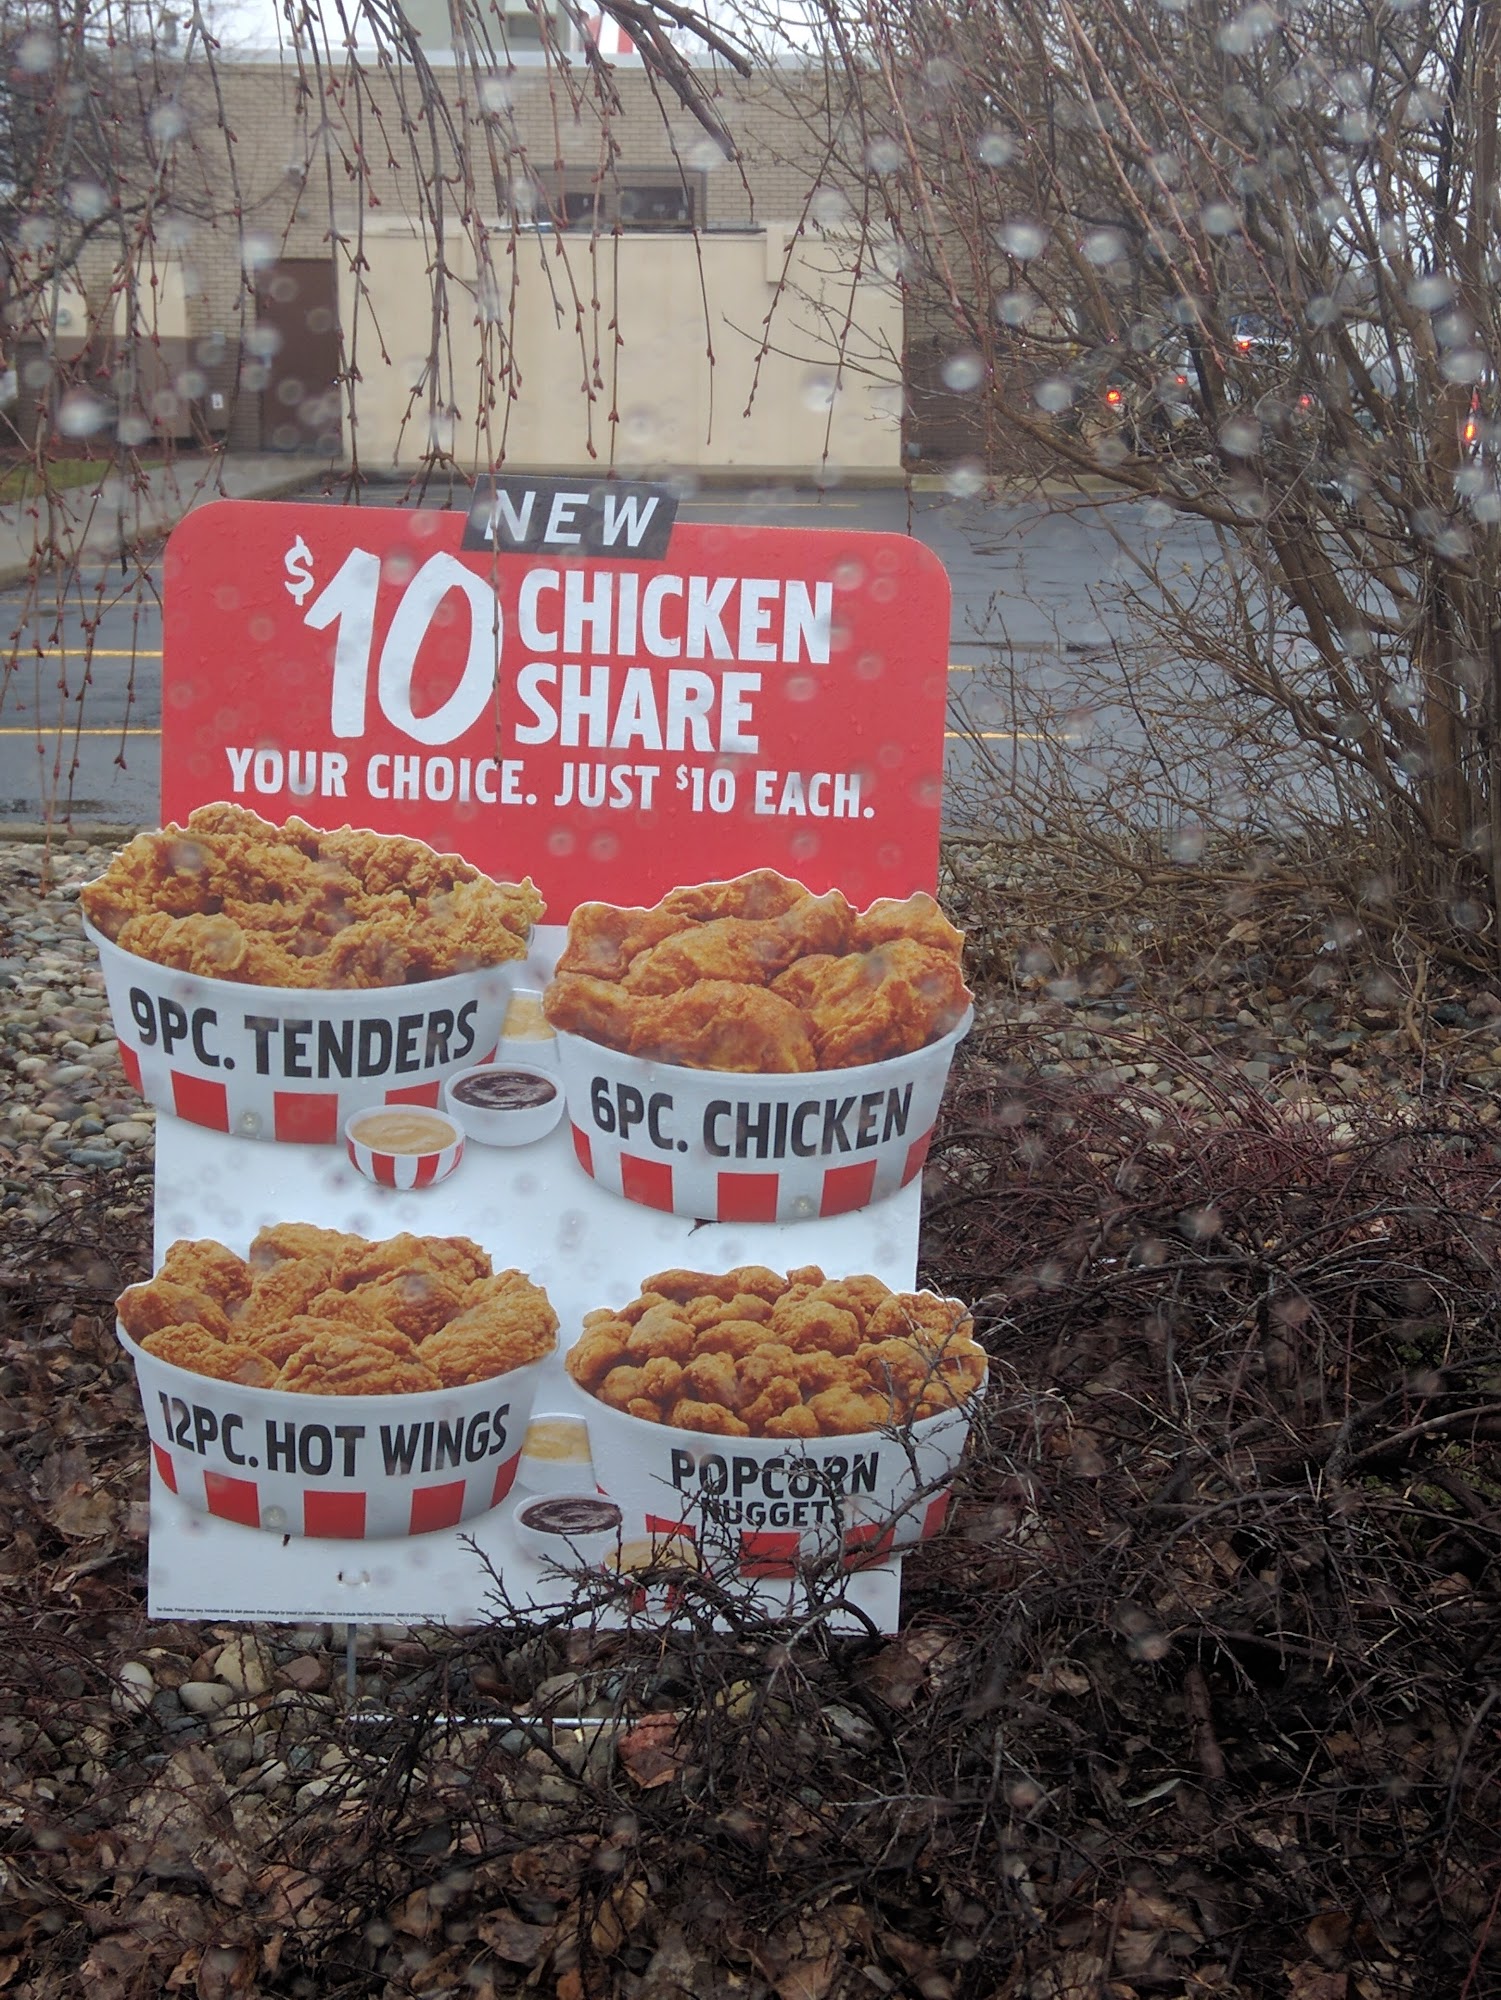 NEW
$10 CHICKEN
SHARE
YOUR CHOICE. JUST $10 EACH.
9PC. TENDERS
6PC. CHICKEN
12PC. HOT WINGS
POPCORN
NUGGETS